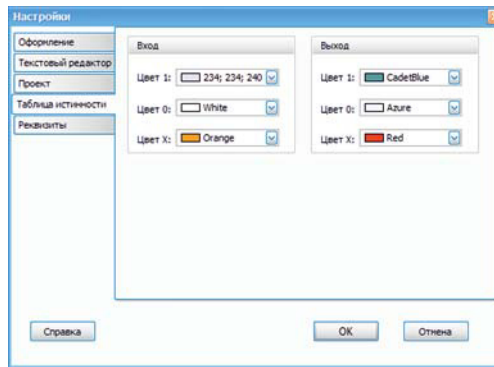 Настройки
Оформление
Текстовый редактор
Проект
Таблица истинности
Реквизиты
Вход
Цвет 1: 234; 234; 240
Цвет 0: White
Цвет X: Orange
Выход
Цвет 1: CadetBlue
Цвет 0: Azure
Цвет X: Red
Справка
OK
Отмена